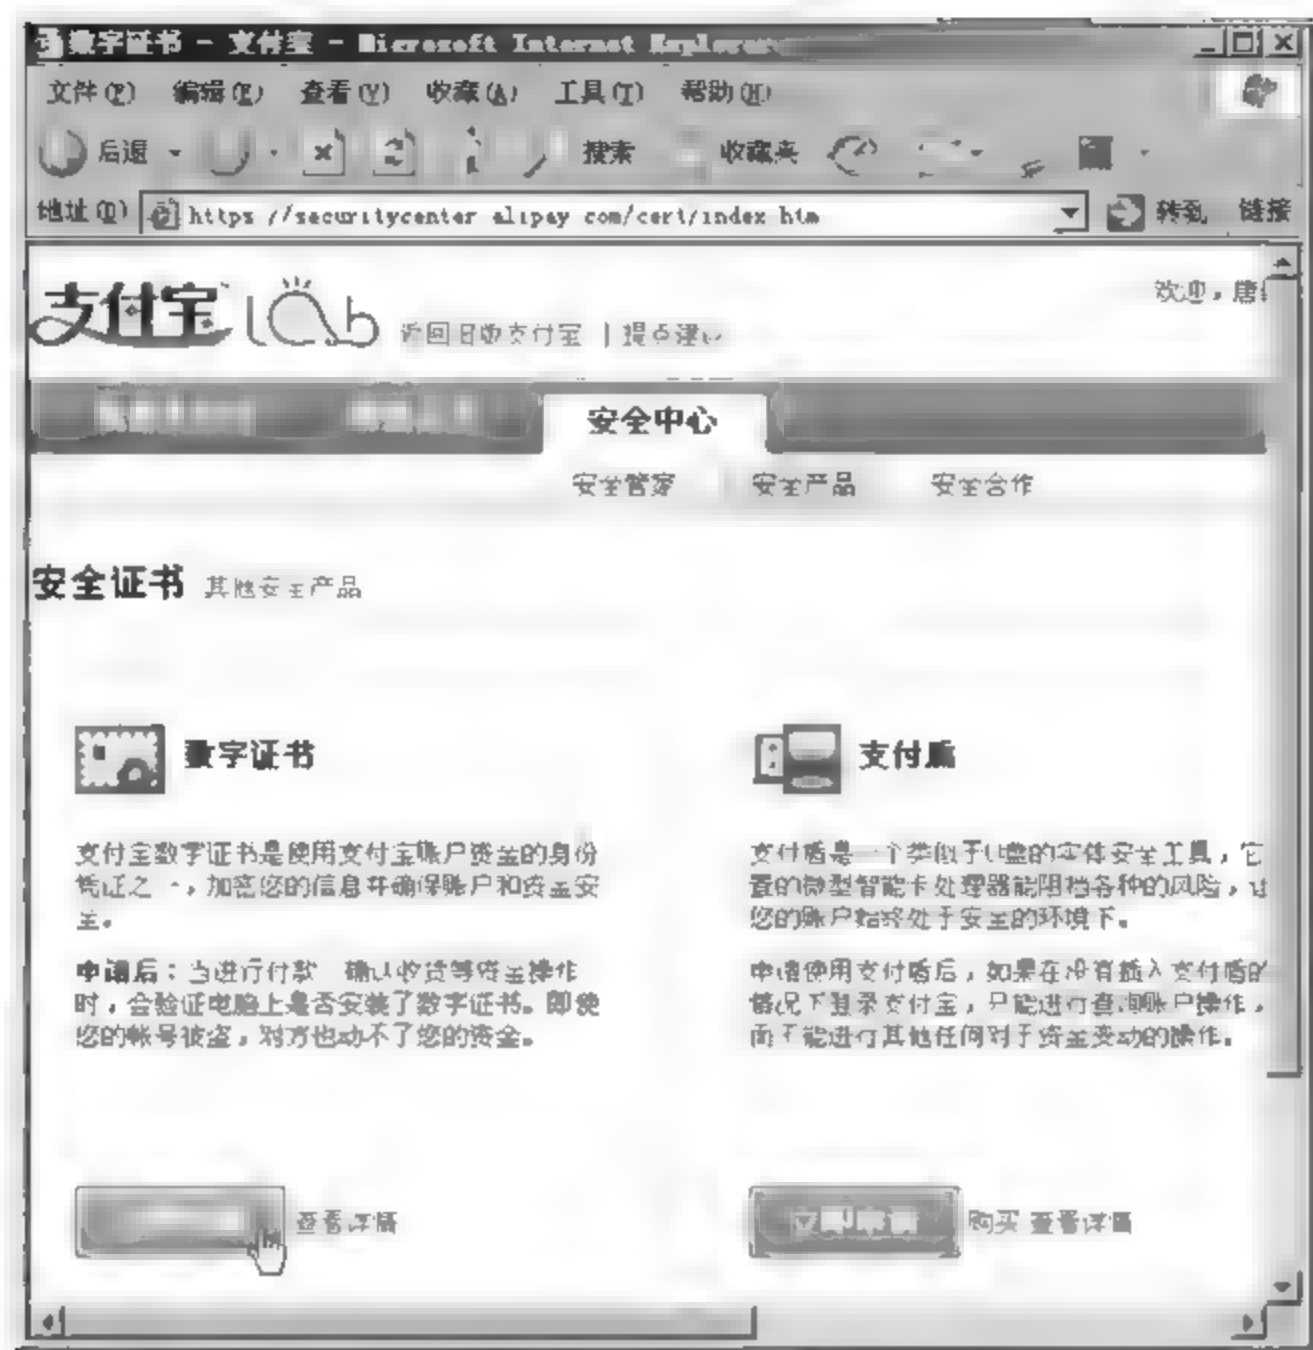 数字证书 - 支付宝 - Microsoft Internet Explorer
文件(F) 编辑(E) 查看(V) 收藏(A) 工具(T) 帮助(H)
后退 搜索 收藏夹
地址(D) https://securitycenter alipay com/cert/index htm 转到 链接
支付宝 lab 返回旧版支付宝 | 提点建议 欢迎，唐
安全中心
安全管家 安全产品 安全合作
安全证书 其他安全产品
数字证书
支付宝数字证书是使用支付宝账户资金的身份
凭证之一，加密您的信息并确保账户和资金安
全。
申请后：当进行付款 确认收货等资金操作
时，会验证电脑上是否安装了数字证书。即使
您的帐号被盗，对方也动不了您的资金。
查看详情
支付盾
支付盾是一个类似于U盘的实体安全工具，它
置的微型智能卡处理器能阻挡各种的风险，让
您的账户始终处于安全的环境下。
申请使用支付盾后，如果在没有插入支付盾的
情况下登录支付宝，只能进行查询账户操作，
而不能进行其他任何对于资金变动的操作。
立即申请 购买 查看详情